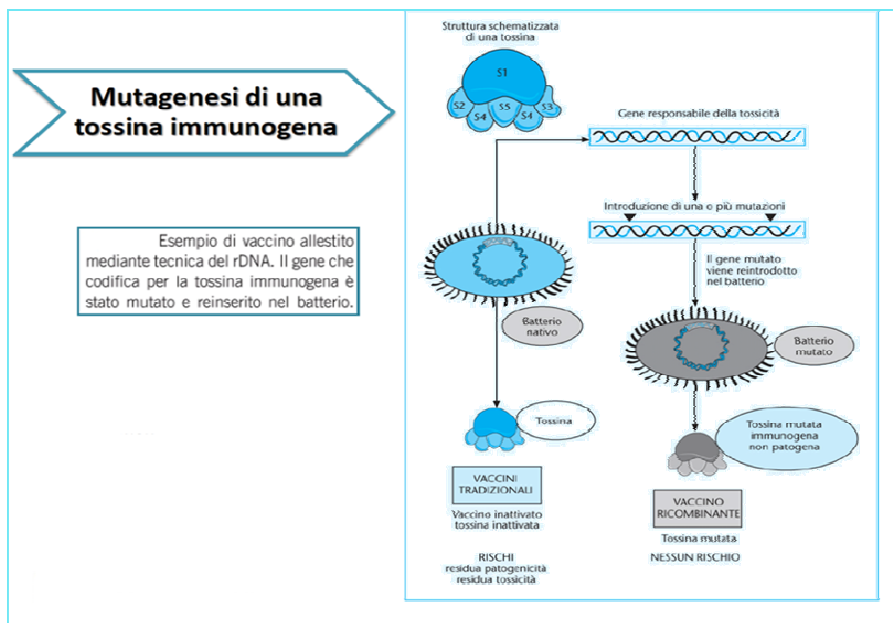 Mutagenesi di una
tossina immunogena
Esempio di vaccino allestito
mediante tecnica del rDNA. Il gene che
codifica per la tossina immunogena è
stato mutato e reinserito nel batterio.
Struttura schematizzata
di una tossina
S1
S2
S4
S5
S4
S3
Gene responsabile della tossicità
Introduzione di una o più mutazioni
Il gene mutato
viene reintrodotto
nel batterio
Batterio
nativo
Batterio
mutato
Tossina
Tossina mutata
immunogena
non patogena
VACCINI
TRADIZIONALI
Vaccino inattivato
tossina inattivata
RISCHI
residua patogenicità
residua tossicità
VACCINO
RICOMBINANTE
Tossina mutata
NESSUN RISCHIO